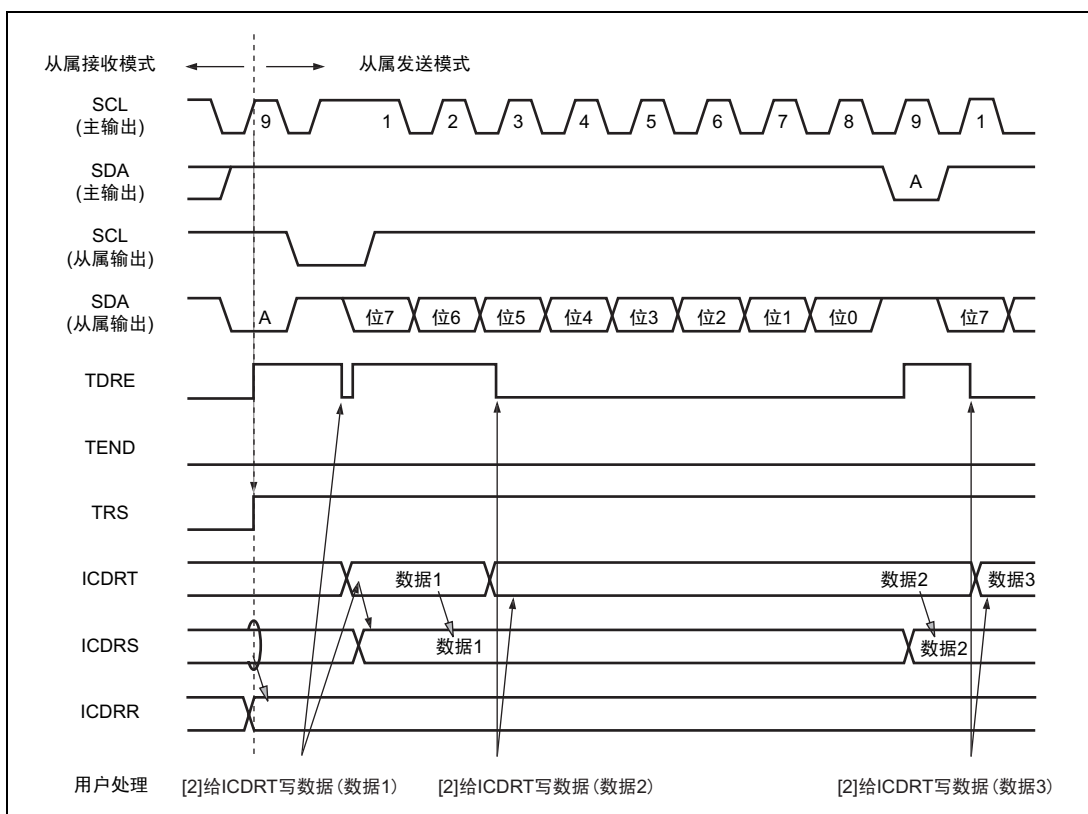 从属接收模式
从属发送模式
SCL
(主输出)
9
1
2
3
4
5
6
7
8
9
1
SDA
(主输出)
A
SCL
(从属输出)
SDA
(从属输出)
A
位7
位6
位5
位4
位3
位2
位1
位0
位7
TDRE
TEND
TRS
ICDRT
数据1
数据2
数据3
ICDRS
数据1
数据2
ICDRR
用户处理
[2]给ICDRT写数据(数据1)
[2]给ICDRT写数据(数据2)
[2]给ICDRT写数据(数据3)